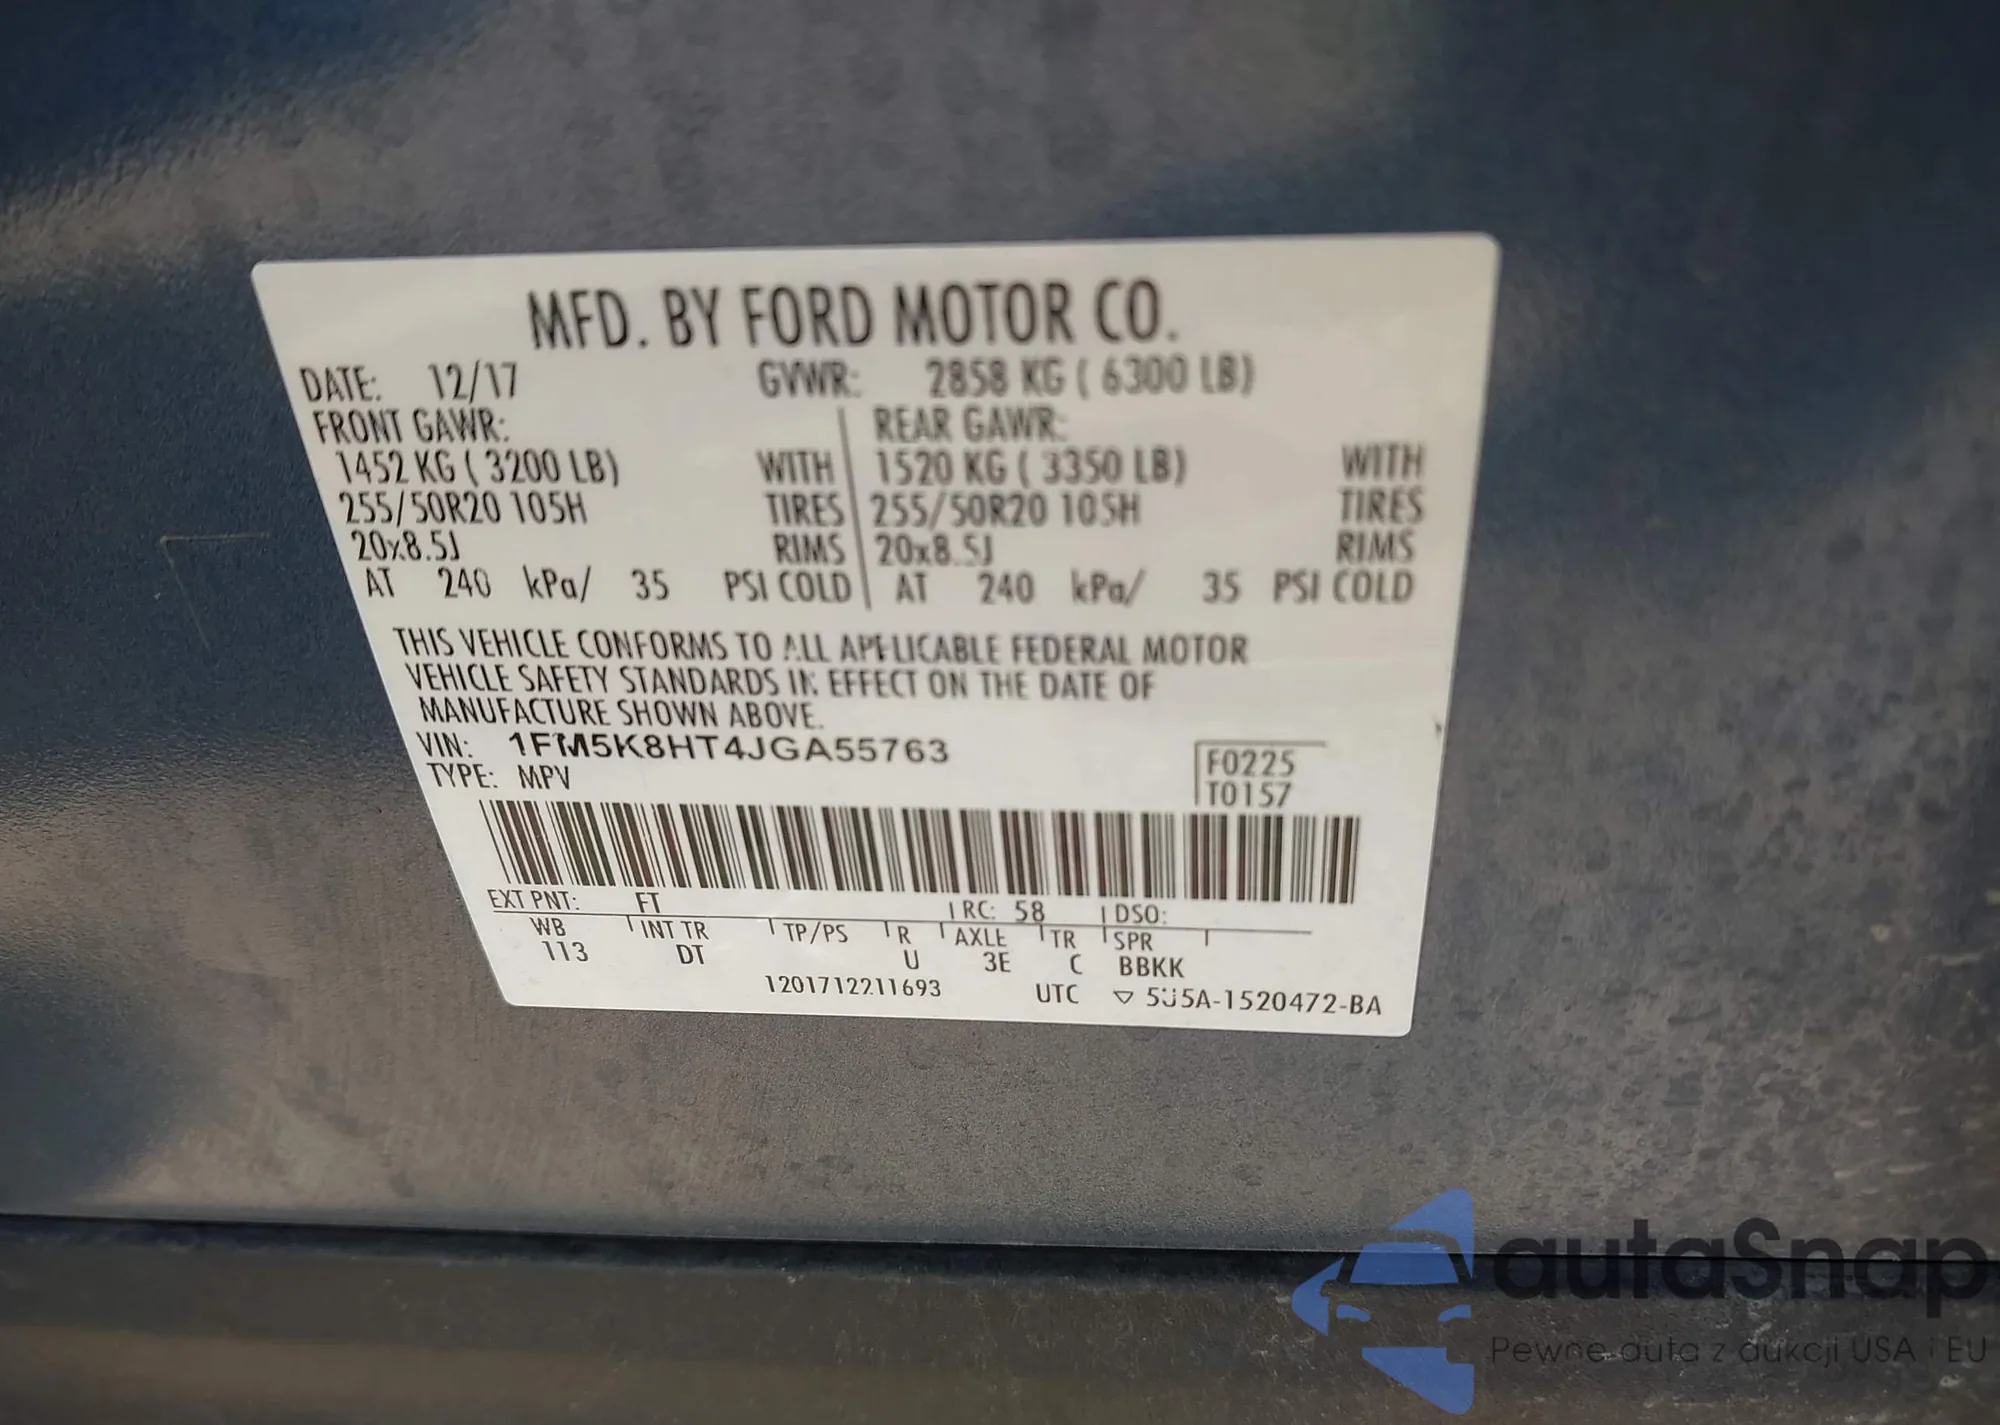 MFD. BY FORD MOTOR CO.
DATE: 12/17 GVWR: 2858 KG ( 6300 LB)
FRONT GAWR: REAR GAWR:
1452 KG ( 3200 LB) WITH 1520 KG ( 3350 LB) WITH
255/50R20 105H TIRES 255/50R20 105H TIRES
20x8.5J RIMS 20x8.5J RIMS
AT 240 kPa/ 35 PSI COLD AT 240 kPa/ 35 PSI COLD
THIS VEHICLE CONFORMS TO ALL APPLICABLE FEDERAL MOTOR
VEHICLE SAFETY STANDARDS IN EFFECT ON THE DATE OF
MANUFACTURE SHOWN ABOVE.
VIN: 1FM5K8HT4JGA55763
TYPE: MPV
F0225
T0157
EXT PNT: FT RC: 58 DSO:
WB INT TR TP/PS R AXLE TR SPR
113 DT U 3E C BBKK
1201712211693 UTC ▽ 5U5A-1520472-BA
autaSnap
Pewne auta z aukcji USA i EU